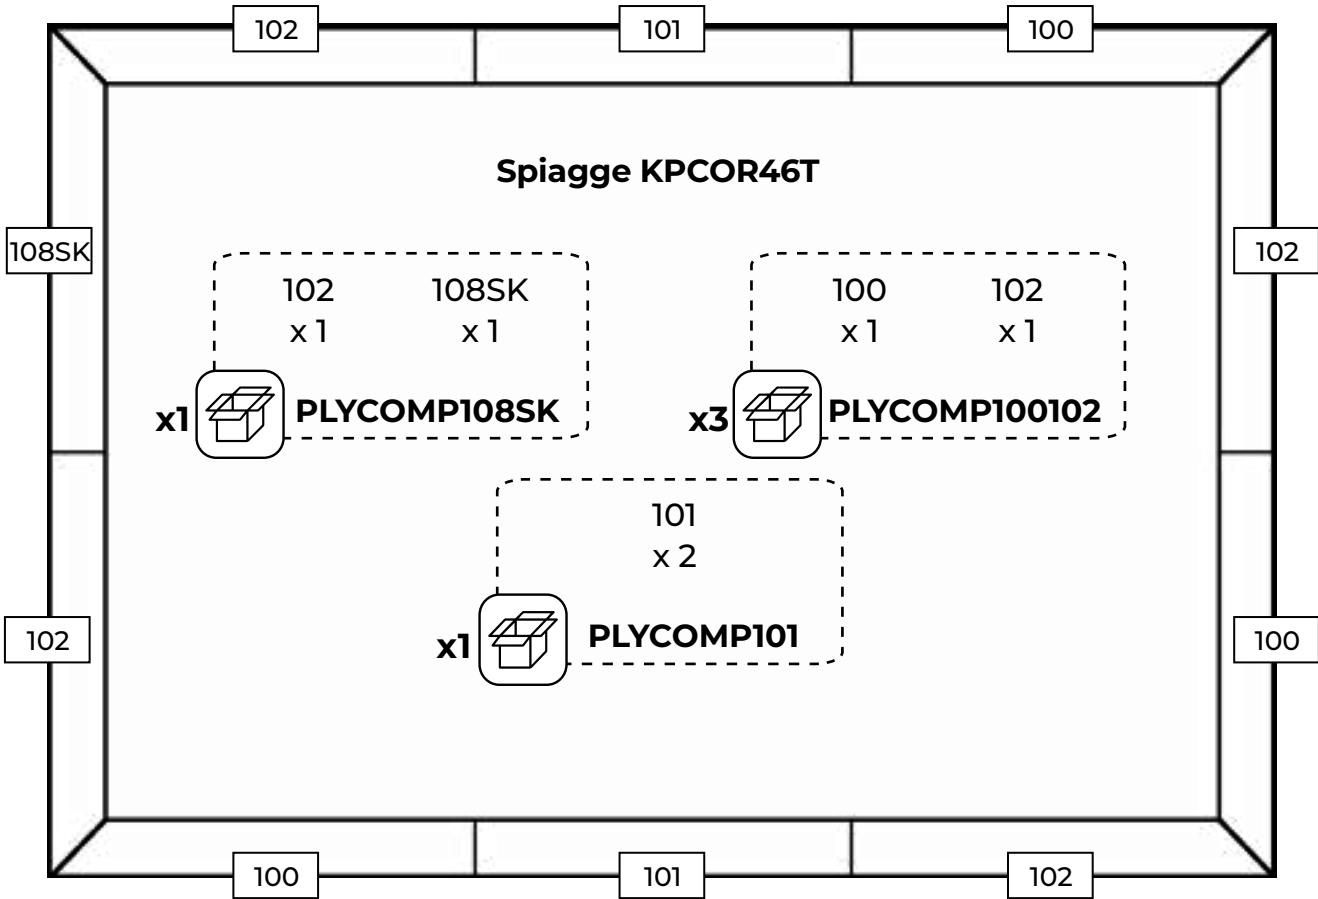 102 101 100
Spiagge KPCOR46T
108SK
102
102 108SK
x 1 x 1
x1 PLYCOMP108SK
100 102
x 1 x 1
x3 PLYCOMP100102
101
x 2
x1 PLYCOMP101
102
100
100 101 102